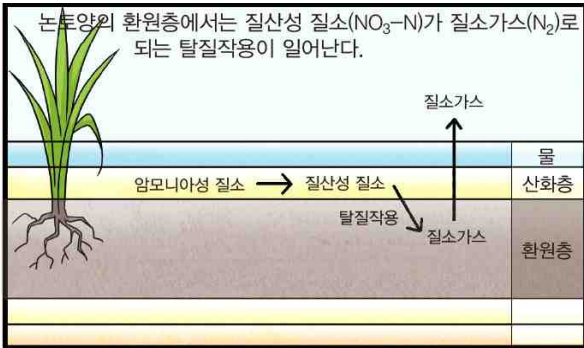 논토양의 환원층에서는 질산성 질소(NO₃-N)가 질소가스(N₂)로
되는 탈질작용이 일어난다.
질소가스
물
암모니아성 질소 → 질산성 질소
산화층
탈질작용
질소가스
환원층